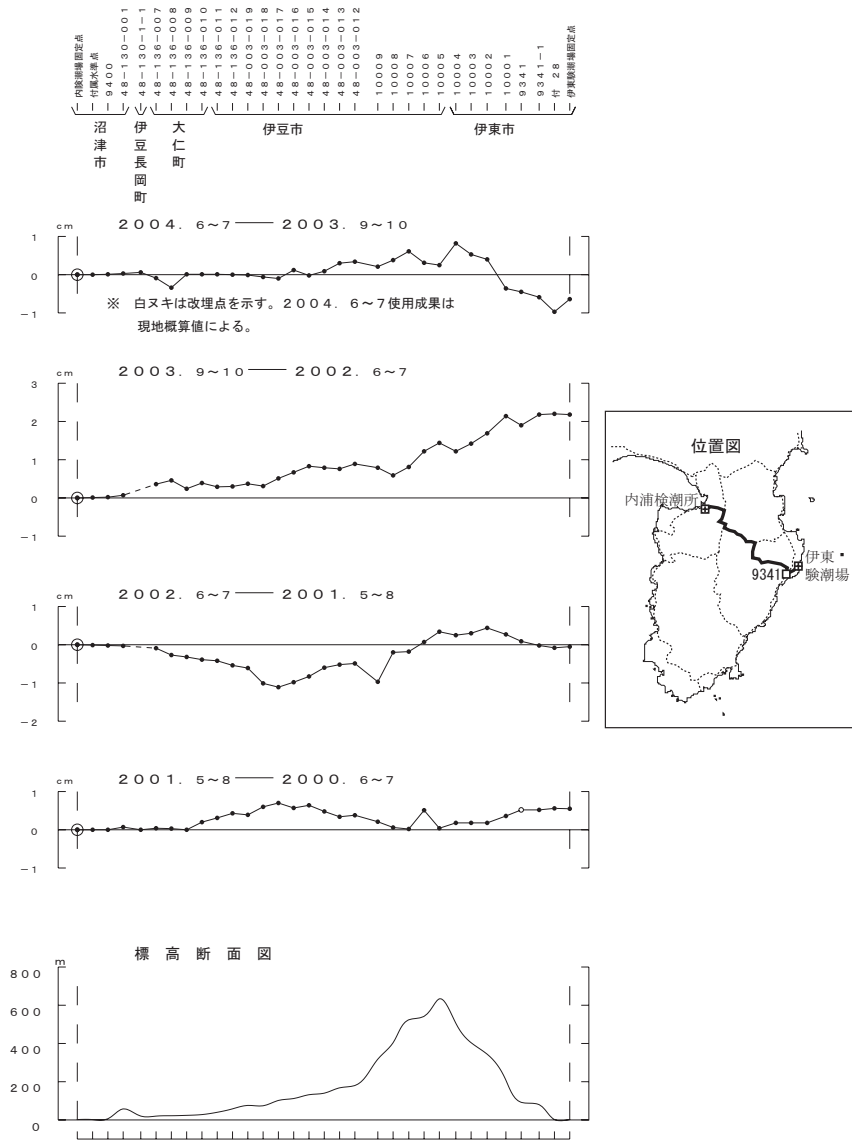 内検潮場固定点
付属水準点
9400
48-130-001
48-130-1-1
48-136-007
48-136-008
48-136-009
48-136-010
48-136-011
48-136-012
48-003-019
48-003-018
48-003-017
48-003-016
48-003-015
48-003-014
48-003-013
48-003-012
10009
10008
10007
10006
10005
10004
10003
10002
10001
9341
9341-1
付 28
伊東験潮場固定点
沼津市
伊豆長岡町
大仁町
伊豆市
伊東市
cm
2004. 6~7 ── 2003. 9~10
1
0
-1
※ 白ヌキは改埋点を示す。2004. 6~7使用成果は
現地概算値による。
cm
2003. 9~10 ── 2002. 6~7
3
2
1
0
-1
cm
2002. 6~7 ── 2001. 5~8
1
0
-1
-2
cm
2001. 5~8 ── 2000. 6~7
1
0
-1
標高断面図
m
800
600
400
200
0
位置図
内浦検潮所
伊東
験潮場
9341